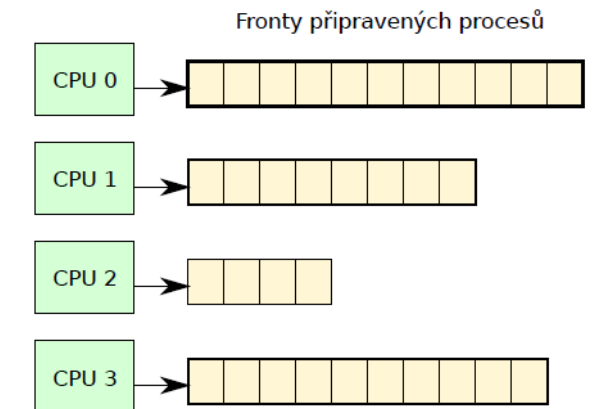 Fronty připravených procesů
CPU 0
CPU 1
CPU 2
CPU 3